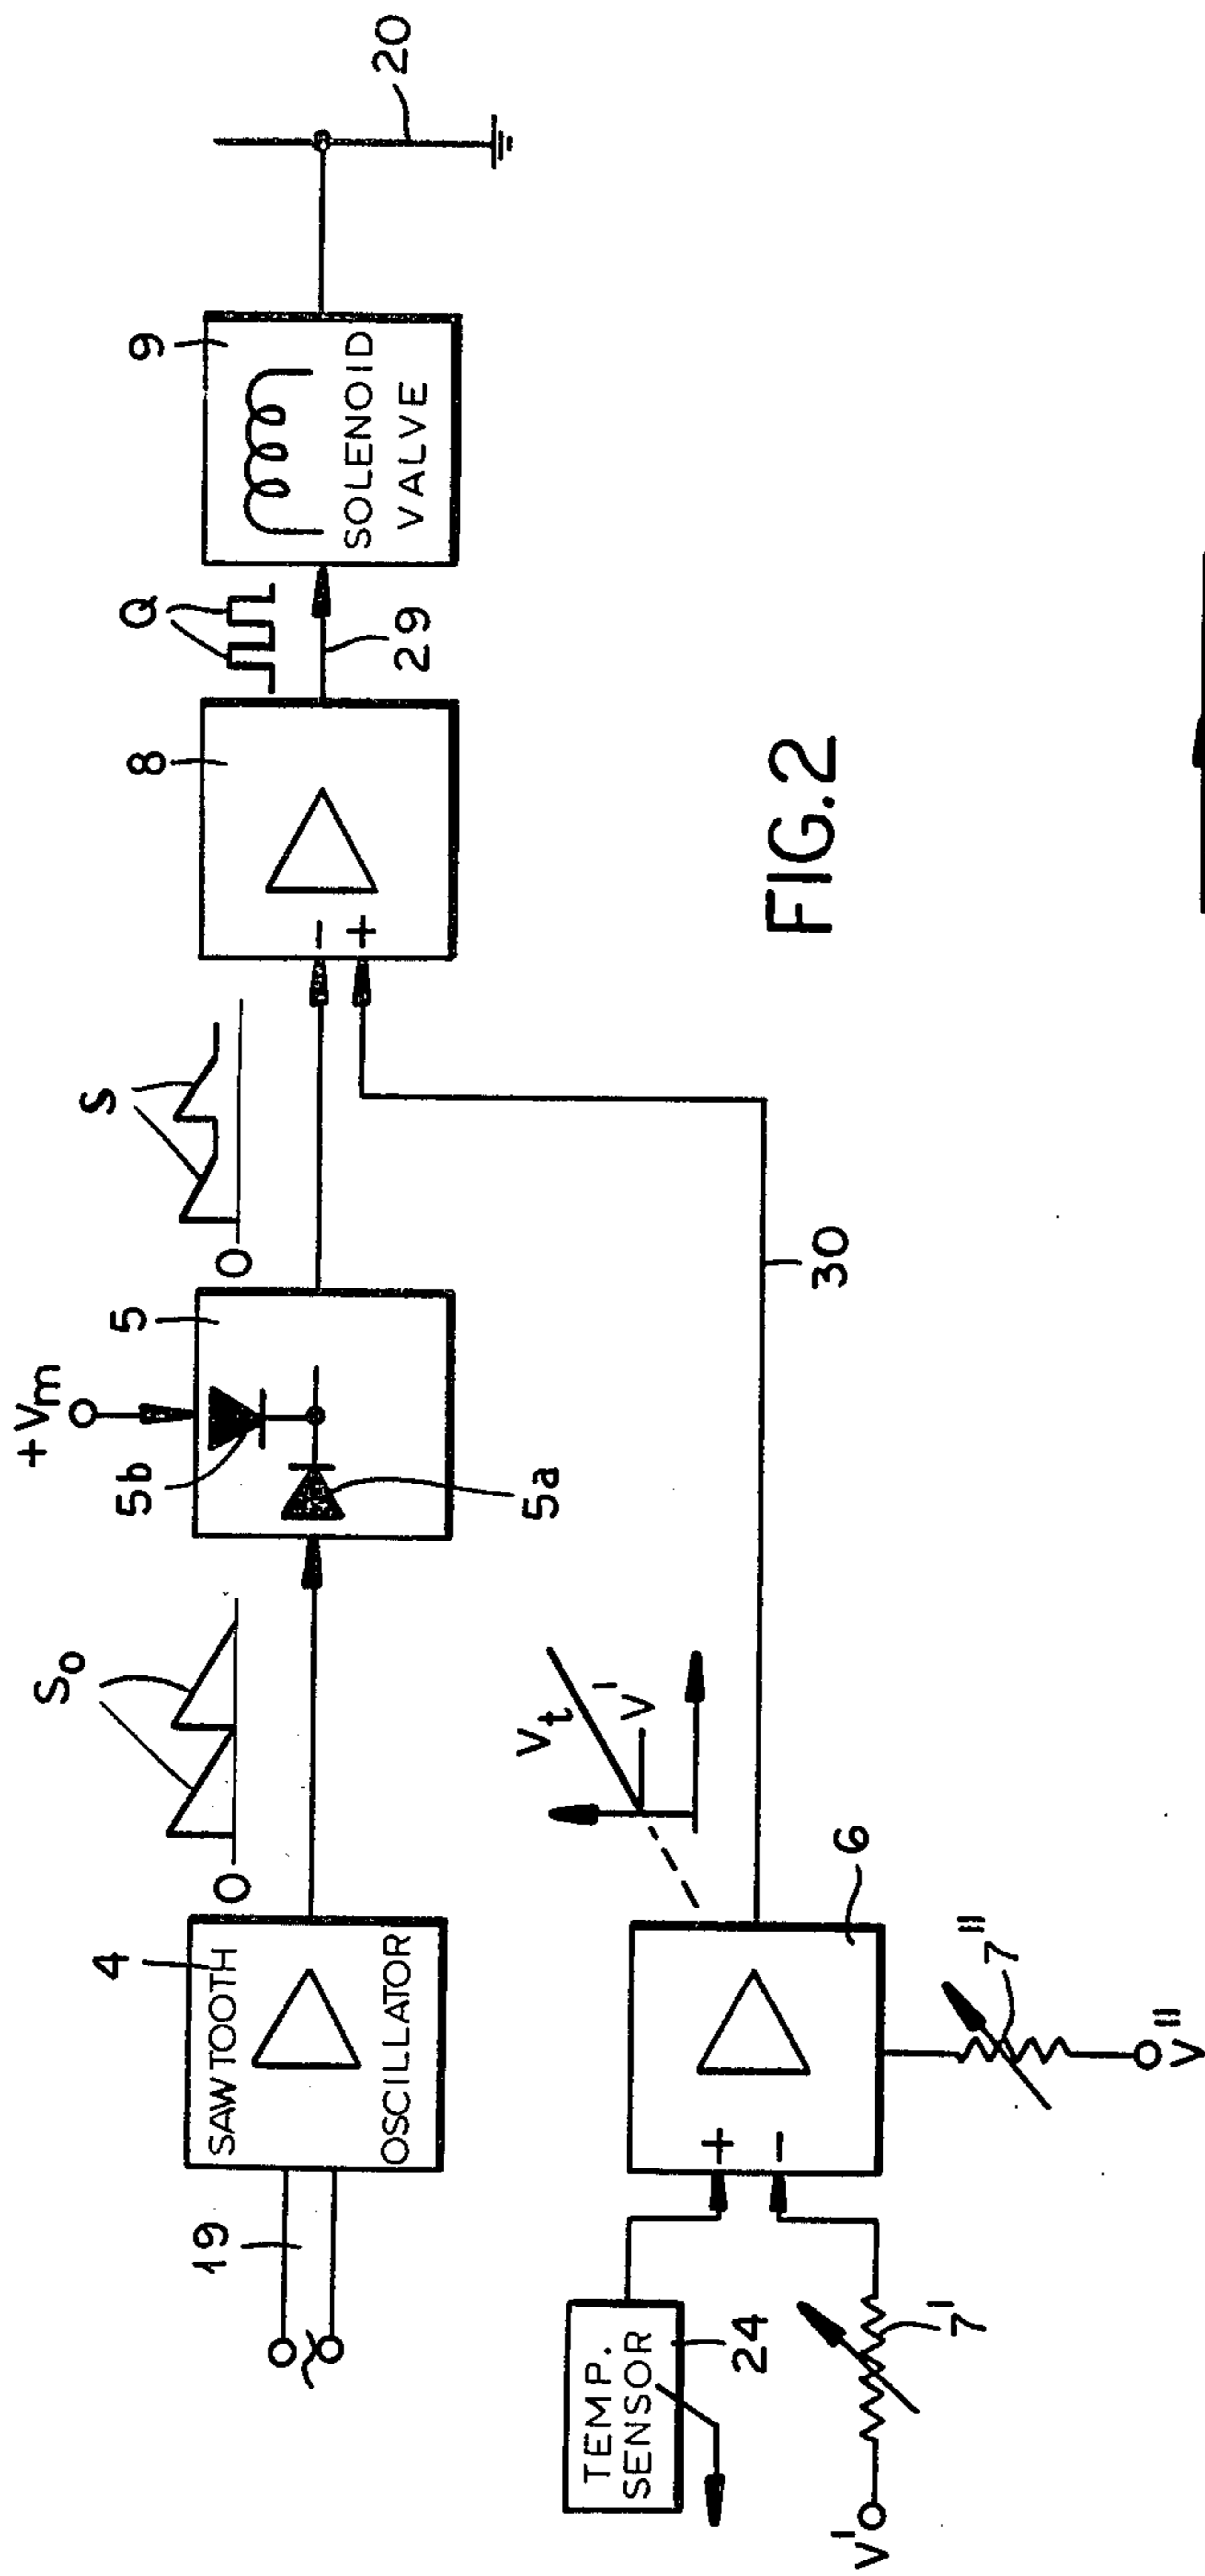 19
4
SAWTOOTH
OSCILLATOR
O
So
+Vm
5b
5a
5
O
S
8
-
+
Q
29
9
SOLENOID
VALVE
20
TEMP.
SENSOR
24
V'
7'
+
-
6
7"
V"
Vt
V'
30
FIG.2